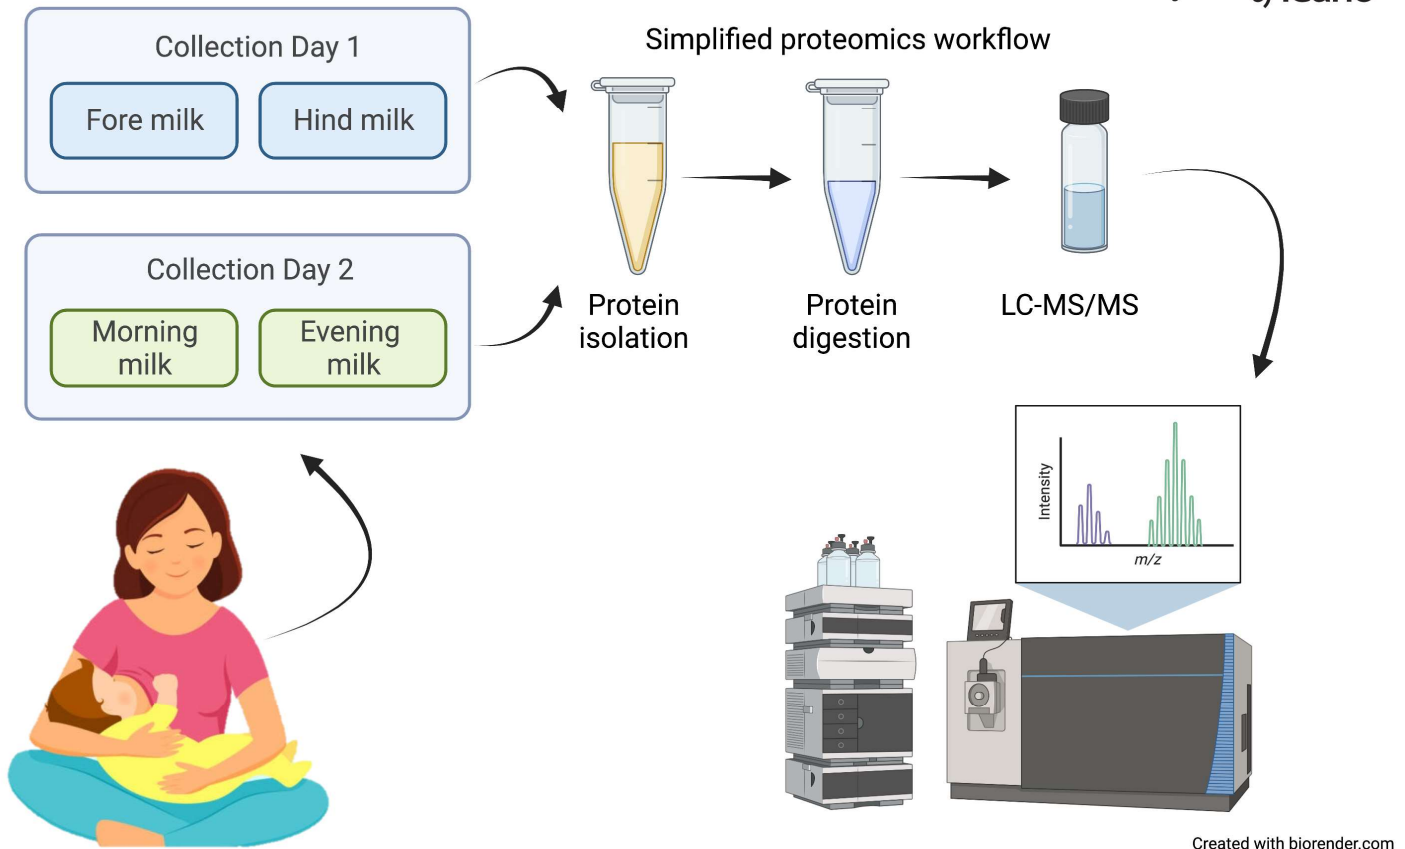 Collection Day 1
Fore milk
Hind milk
Collection Day 2
Morning
milk
Evening
milk
Simplified proteomics workflow
Protein
isolation
Protein
digestion
LC-MS/MS
Intensity
m/z
Created with biorender.com